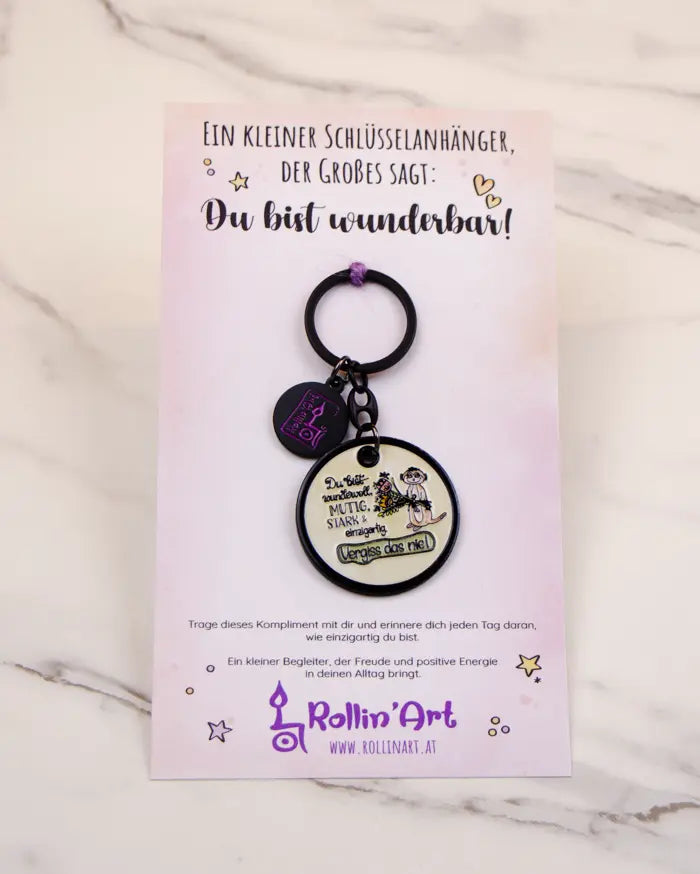 EIN KLEINER SCHLÜSSELANHÄNGER,
DER GROßES SAGT:
Du bist wunderbar!
Rollin'Art
Du bist
wundervoll,
MUTIG,
STARK &
einzigartig.
Vergiss das nie!
Trage dieses Kompliment mit dir und erinnere dich jeden Tag daran,
wie einzigartig du bist.
Ein kleiner Begleiter, der Freude und positive Energie
in deinen Alltag bringt.
Rollin'Art
WWW.ROLLINART.AT